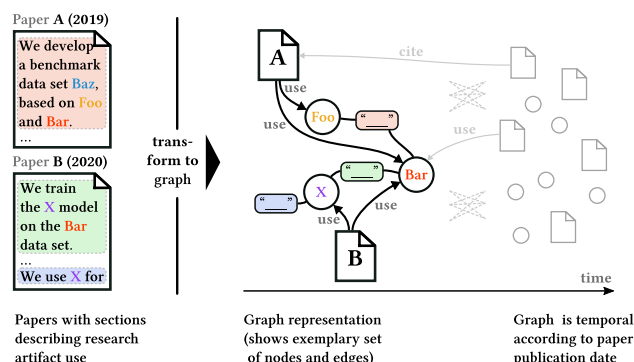 Paper A (2019)
We develop
a benchmark
data set Baz,
based on Foo
and Bar.
...
Paper B (2020)
We train
the X model
on the Bar
data set.
...
We use X for
trans-
form to
graph
A
cite
use
Foo
“__”
use
use
“__”
Bar
X
“__”
use
use
B
time
Papers with sections
describing research
artifact use
Graph representation
(shows exemplary set
of nodes and edges)
Graph is temporal
according to paper
publication date